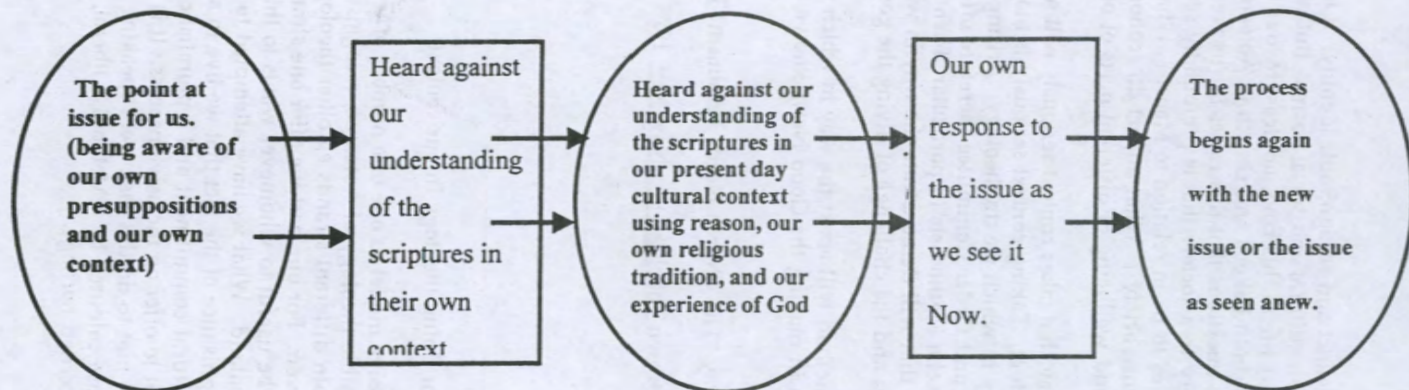 The point at
issue for us.
(being aware of
our own
presuppositions
and our own
context)
Heard against
our
understanding
of the
scriptures in
their own
context
Heard against our
understanding of
the scriptures in
our present day
cultural context
using reason, our
own religious
tradition, and our
experience of God
Our own
response to
the issue as
we see it
Now.
The process
begins again
with the new
issue or the issue
as seen anew.